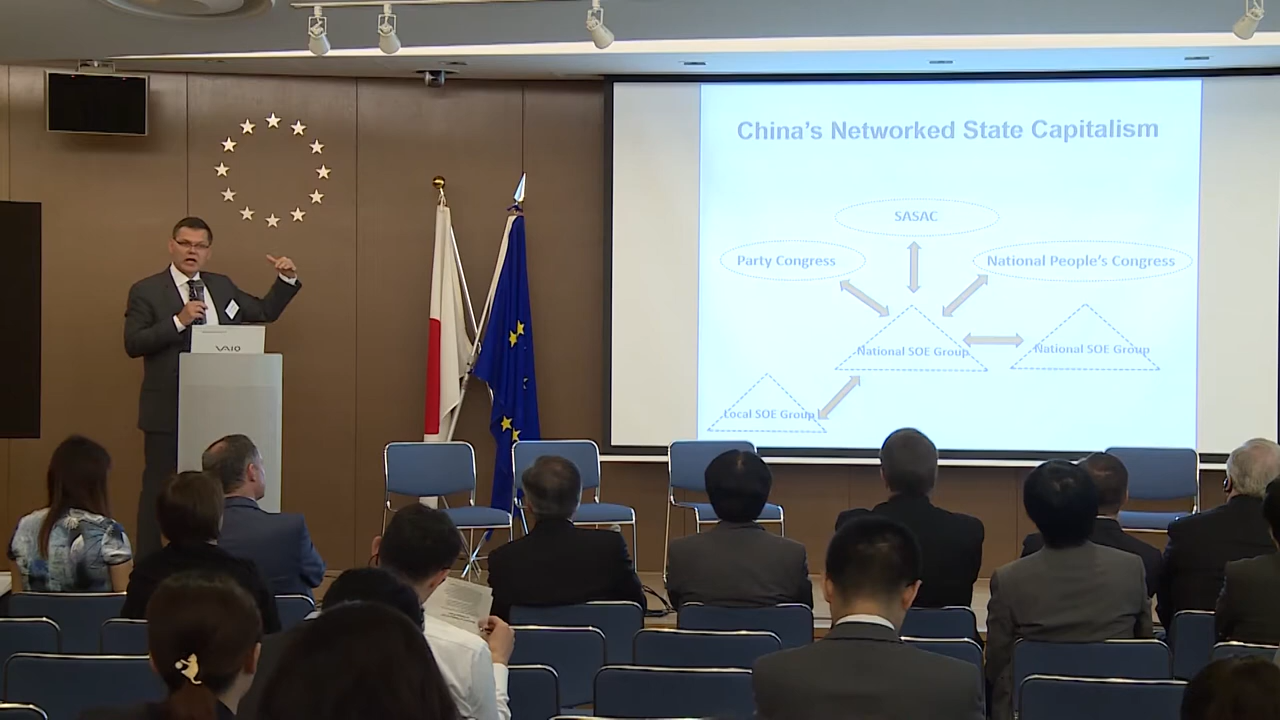 China's Networked State Capitalism
SASAC
Party Congress
National People's Congress
National SOE Group
National SOE Group
Local SOE Group
VAIO